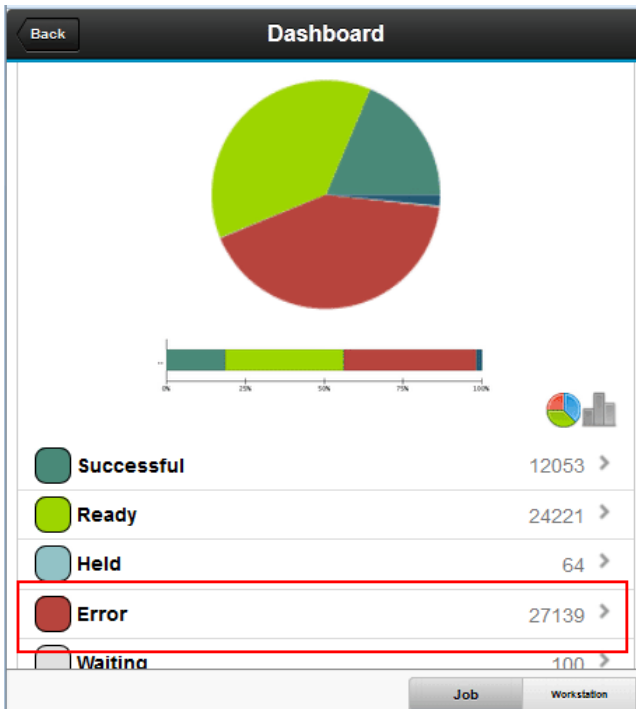 Back Dashboard
0% 25% 50% 75% 100%
Successful 12053
Ready 24221
Held 64
Error 27139
Waiting 100
Job Workstation